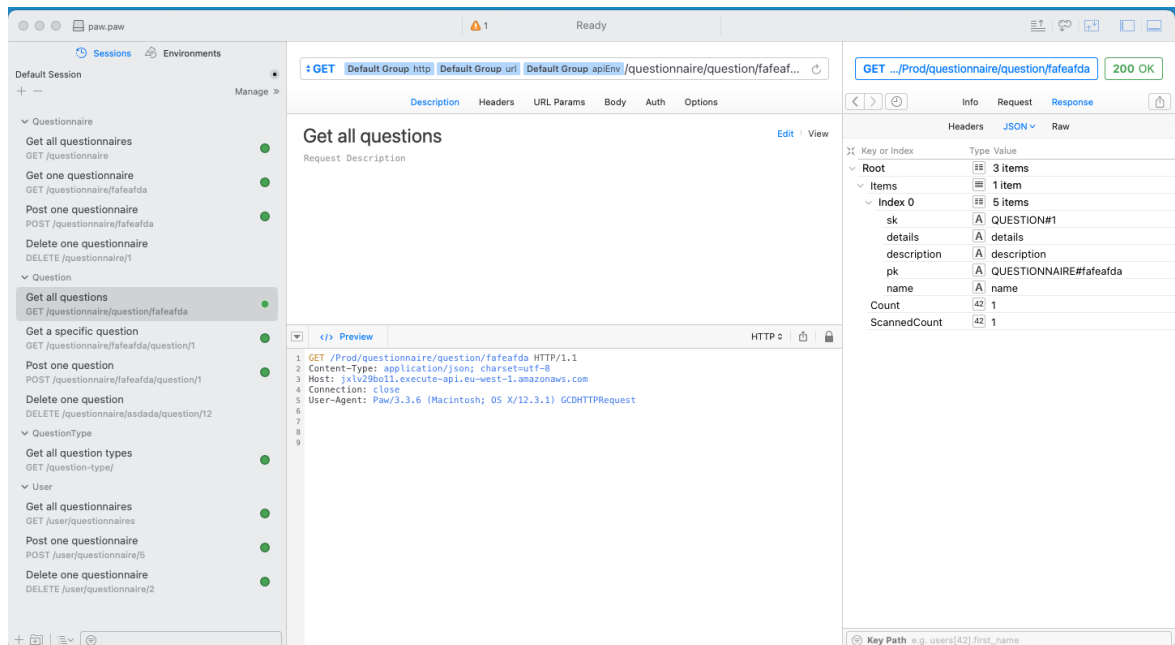 paw.paw
1
Ready
Sessions
Environments
Default Session
Manage »
Questionnaire
Get all questionnaires
GET /questionnaire
Get one questionnaire
GET /questionnaire/fafeafda
Post one questionnaire
POST /questionnaire/fafeafda
Delete one questionnaire
DELETE /questionnaire/1
Question
Get all questions
GET /questionnaire/question/fafeafda
Get a specific question
GET /questionnaire/fafeafda/question/1
Post one question
POST /questionnaire/fafeafda/question/1
Delete one question
DELETE /questionnaire/asdada/question/12
QuestionType
Get all question types
GET /question-type/
User
Get all questionnaires
GET /user/questionnaires
Post one questionnaire
POST /user/questionnaire/5
Delete one questionnaire
DELETE /user/questionnaire/2
GET Default Group http Default Group url Default Group apiEnv /questionnaire/question/fafeaf...
Description Headers URL Params Body Auth Options
Get all questions
Edit View
Request Description
</> Preview
HTTP
1 GET /Prod/questionnaire/question/fafeafda HTTP/1.1
2 Content-Type: application/json; charset=utf-8
3 Host: jxlv29bo11.execute-api.eu-west-1.amazonaws.com
4 Connection: close
5 User-Agent: Paw/3.3.6 (Macintosh; OS X/12.3.1) GCDHTTPRequest
6
7
8
9
GET .../Prod/questionnaire/question/fafeafda
200 OK
Info Request Response
Headers JSON Raw
Key or Index Type Value
Root 3 items
Items 1 item
Index 0 5 items
sk A QUESTION#1
details A details
description A description
pk A QUESTIONNAIRE#fafeafda
name A name
Count 42 1
ScannedCount 42 1
Key Path e.g. users[42].first_name